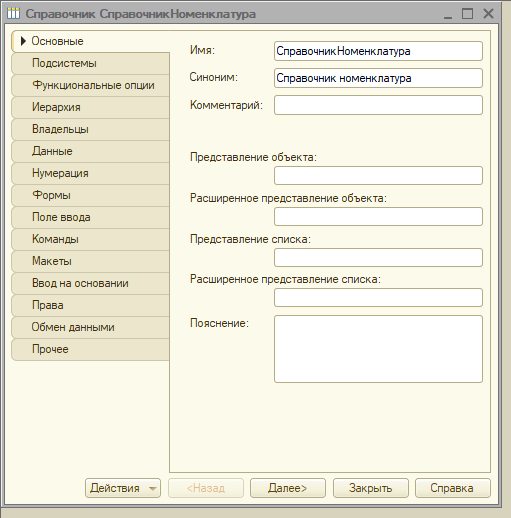 Справочник СправочникНоменклатура
Основные
Подсистемы
Функциональные опции
Иерархия
Владельцы
Данные
Нумерация
Формы
Поле ввода
Команды
Макеты
Ввод на основании
Права
Обмен данными
Прочее
Имя: СправочникНоменклатура
Синоним: Справочник номенклатура
Комментарий:
Представление объекта:
Расширенное представление объекта:
Представление списка:
Расширенное представление списка:
Пояснение:
Действия <Назад Далее> Закрыть Справка